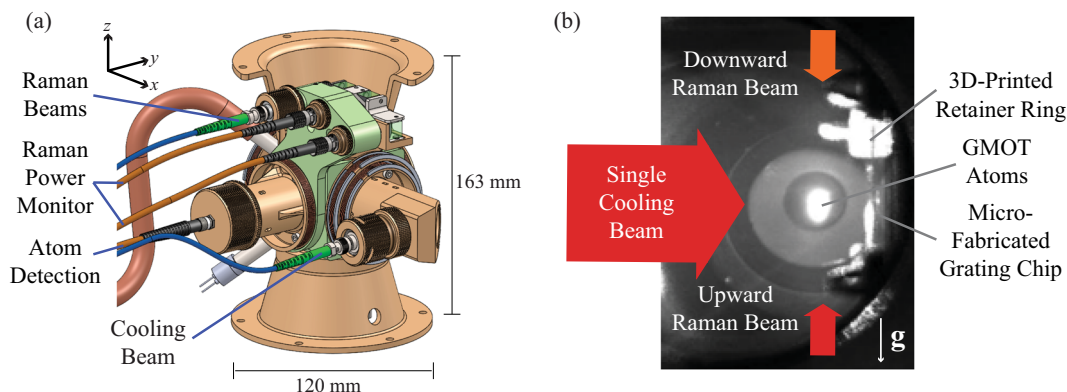 (a)
z
y
x
Raman
Beams
Raman
Power
Monitor
Atom
Detection
Cooling
Beam
163 mm
120 mm
(b)
Downward
Raman Beam
Single
Cooling
Beam
Upward
Raman Beam
g
3D-Printed
Retainer Ring
GMOT
Atoms
Micro-
Fabricated
Grating Chip